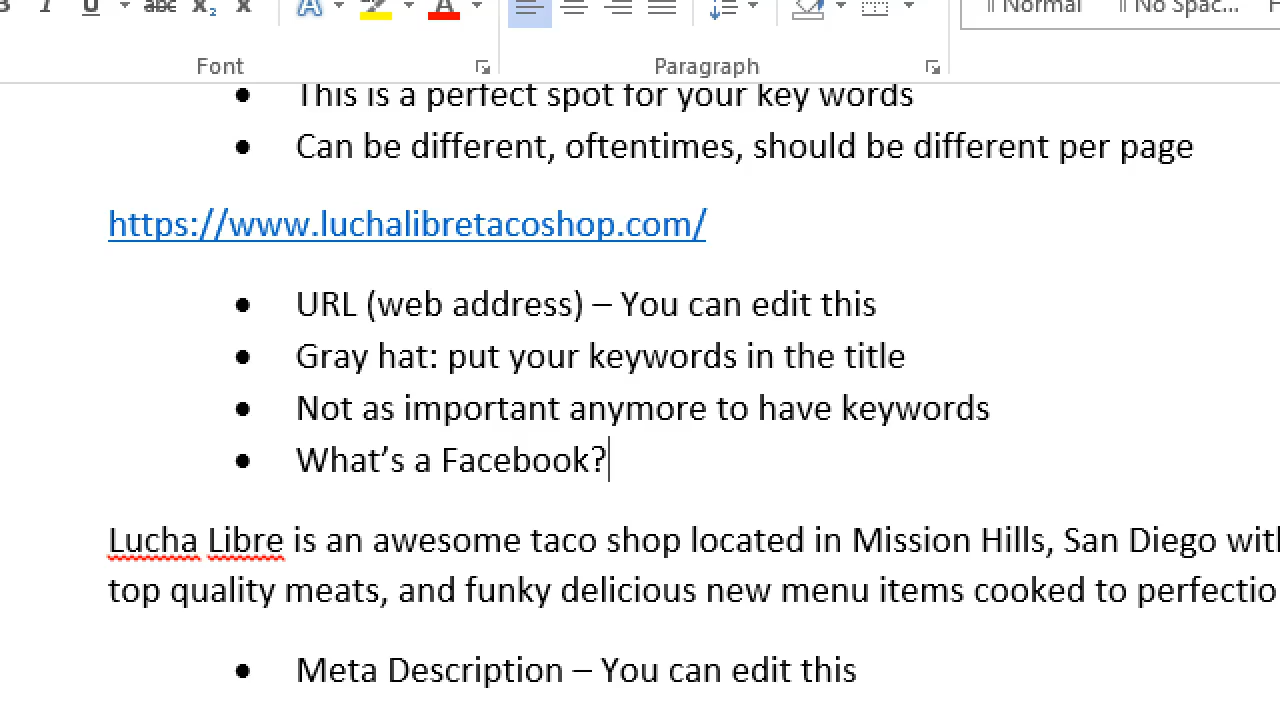 Normal
No Spac...
Font
Paragraph
This is a perfect spot for your key words
Can be different, oftentimes, should be different per page
https://www.luchalibretacoshop.com/
URL (web address) – You can edit this
Gray hat: put your keywords in the title
Not as important anymore to have keywords
What’s a Facebook?
Lucha Libre is an awesome taco shop located in Mission Hills, San Diego
top quality meats, and funky delicious new menu items cooked to
Meta Description – You can edit this